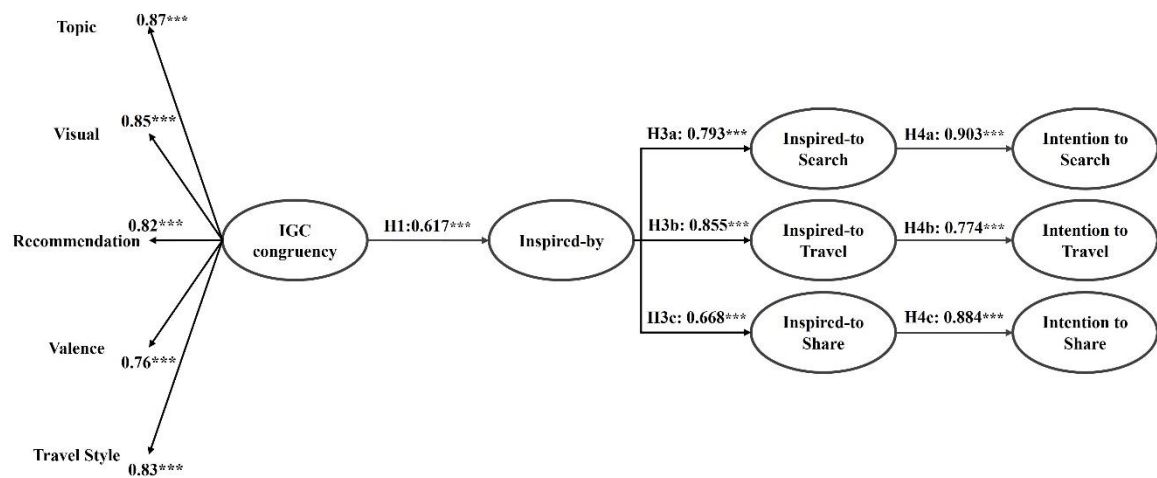 Topic
0.87***
Visual
0.85***
Recommendation
0.82***
Valence
0.76***
Travel Style
0.83***
IGC
congruency
H1:0.617***
Inspired-by
H3a: 0.793***
Inspired-to
Search
H4a: 0.903***
Intention to
Search
H3b: 0.855***
Inspired-to
Travel
H4b: 0.774***
Intention to
Travel
H3c: 0.668***
Inspired-to
Share
H4c: 0.884***
Intention to
Share